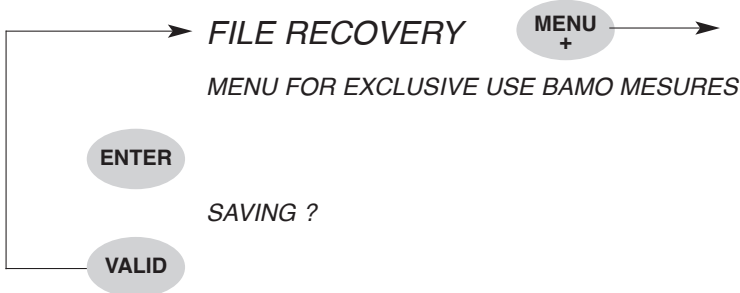 FILE RECOVERY MENU
+
MENU FOR EXCLUSIVE USE BAMO MESURES
ENTER
SAVING ?
VALID